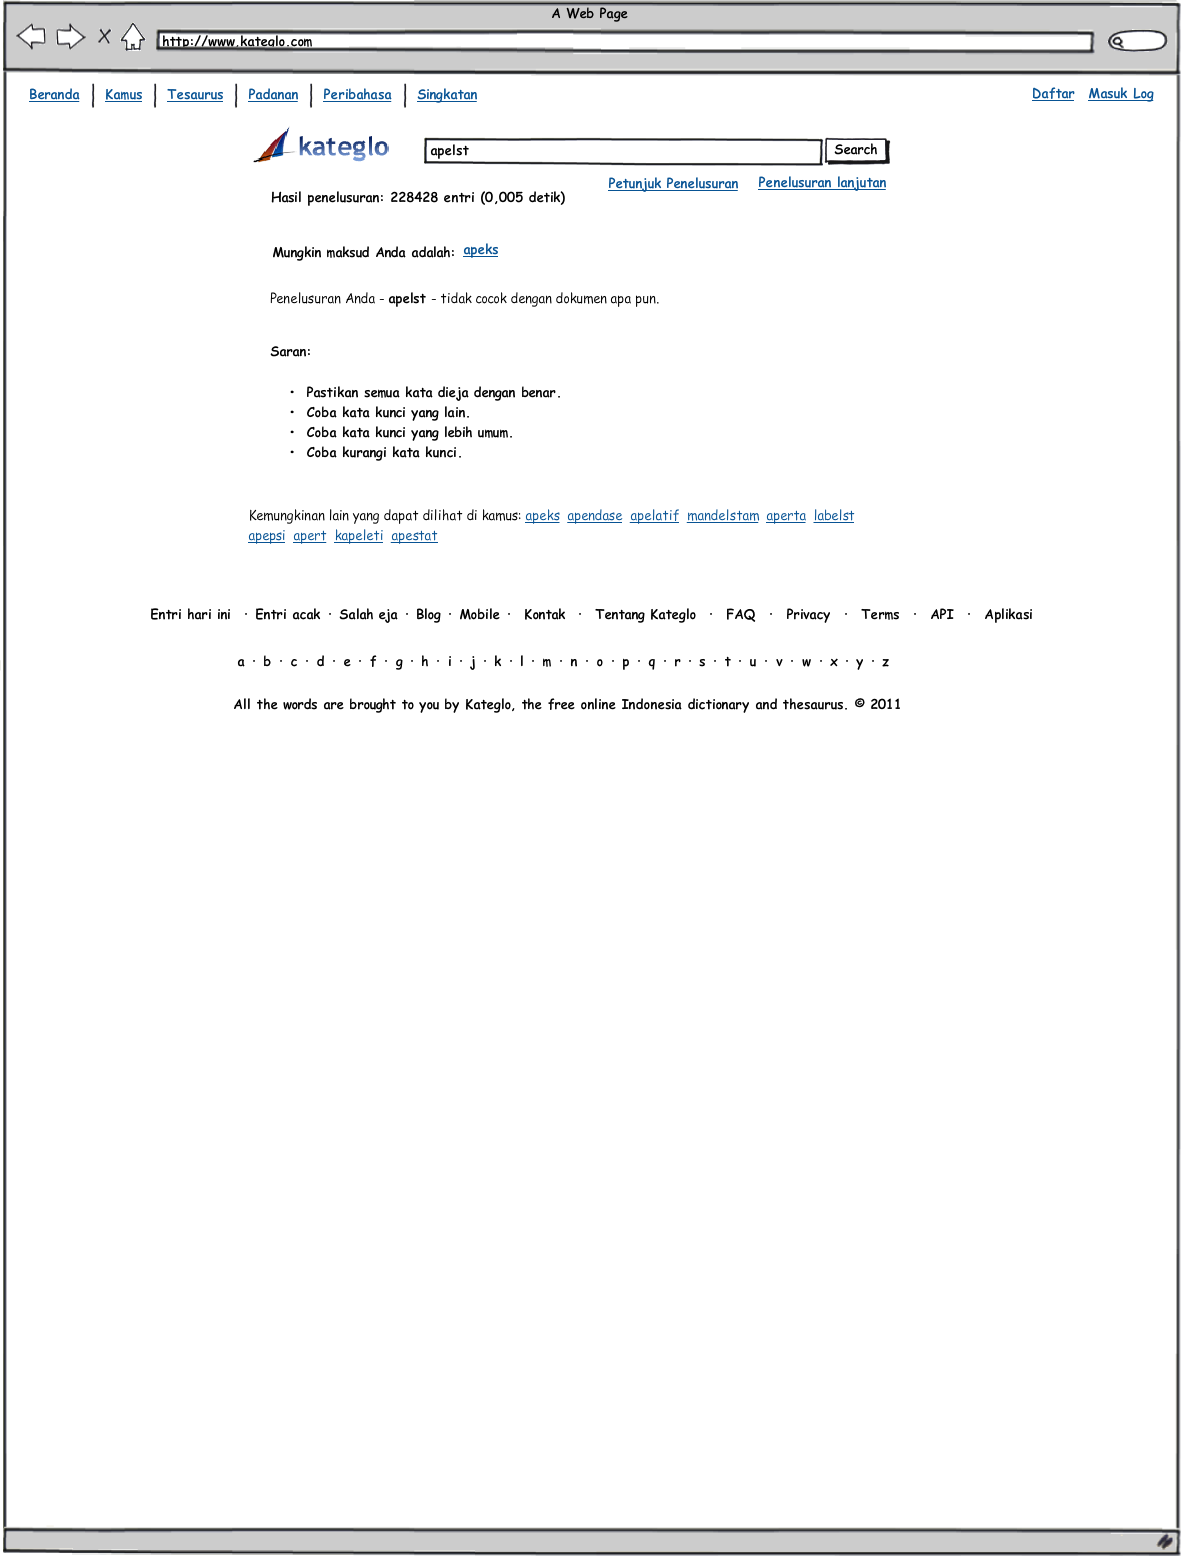 A Web Page
http://www.kateglo.com
Beranda Kamus Tesaurus Padanan Peribahasa Singkatan Daftar Masuk Log
kateglo apelst Search
Petunjuk Penelusuran Penelusuran lanjutan
Hasil penelusuran: 228428 entri (0,005 detik)
Mungkin maksud Anda adalah: apeks
Penelusuran Anda - apelst - tidak cocok dengan dokumen apa pun.
Saran:
• Pastikan semua kata dieja dengan benar.
• Coba kata kunci yang lain.
• Coba kata kunci yang lebih umum.
• Coba kurangi kata kunci.
Kemungkinan lain yang dapat dilihat di kamus: apeks apendase apelatif mandelstam aperta labelst
apepsi apert kapeleti apestat
Entri hari ini · Entri acak · Salah eja · Blog · Mobile · Kontak · Tentang Kateglo · FAQ · Privacy · Terms · API · Aplikasi
a · b · c · d · e · f · g · h · i · j · k · l · m · n · o · p · q · r · s · t · u · v · w · x · y · z
All the words are brought to you by Kateglo, the free online Indonesia dictionary and thesaurus. © 2011